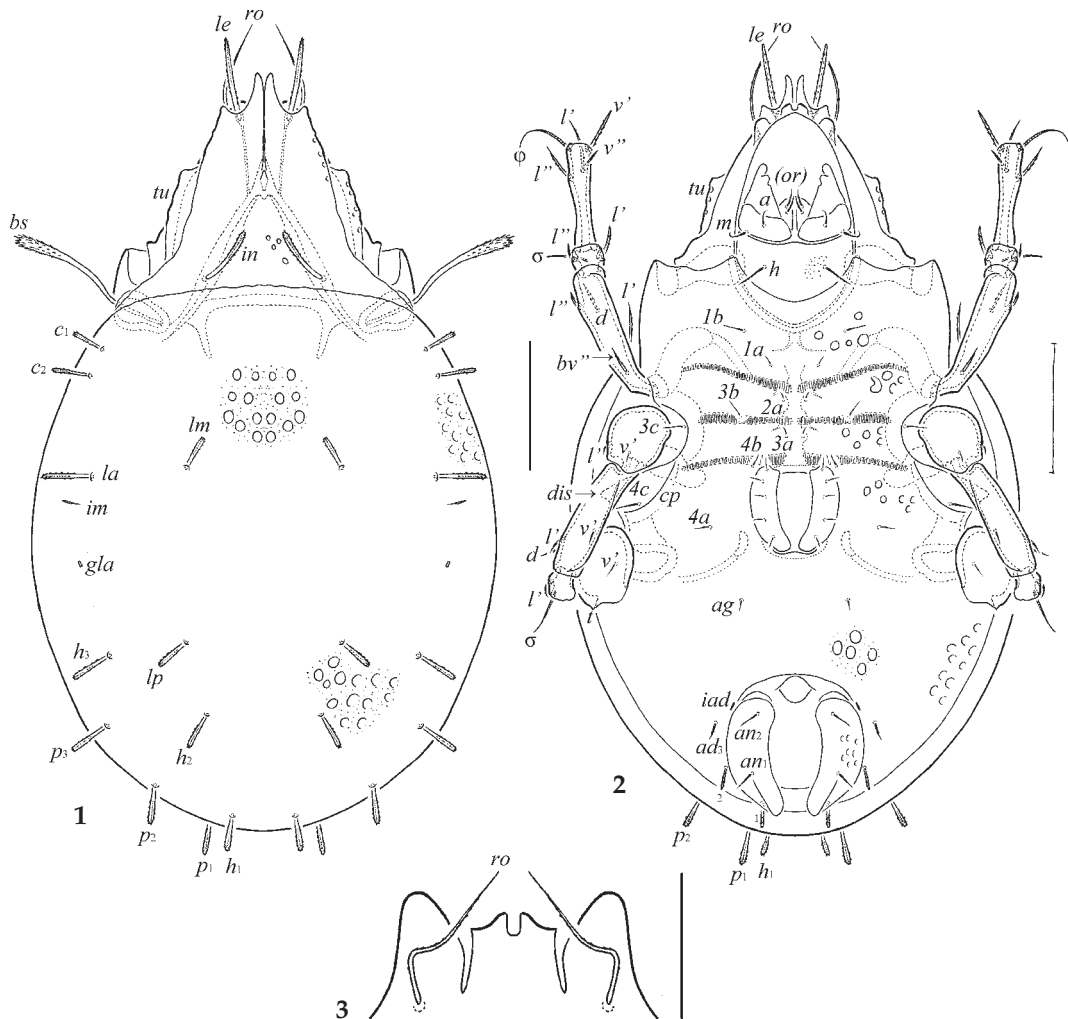 le ro
tu
bs
in
c1
c2
lm
la
im
gla
h3
lp
p3
h2
1
p2
p1 h1
le ro
v’
l’
φ
v”
l”
(or)
tu
a
l’
m
l”
σ
h
l’
l”
d
1b
1a
bv”
3b
2a
3c
l”
v’
4b
3a
dis
4c
cp
4a
l’
v’
d
v’
l’
t
ag
σ
iad
an2
ad3
an1
2
2
1
p2
p1 h1
ro
3